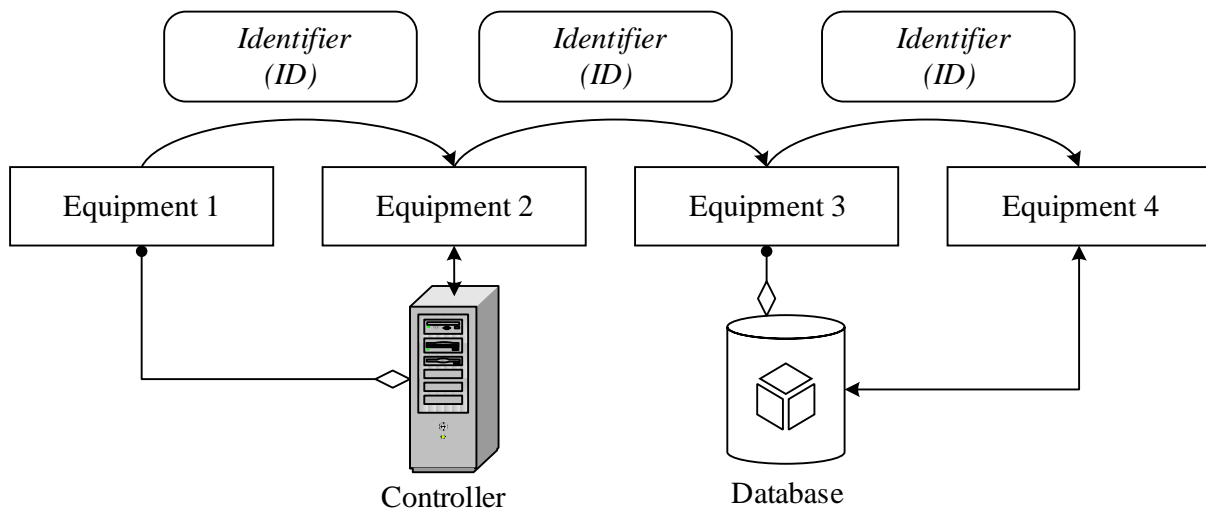 Identifier
(ID)
Identifier
(ID)
Identifier
(ID)
Equipment 1
Equipment 2
Equipment 3
Equipment 4
Controller
Database